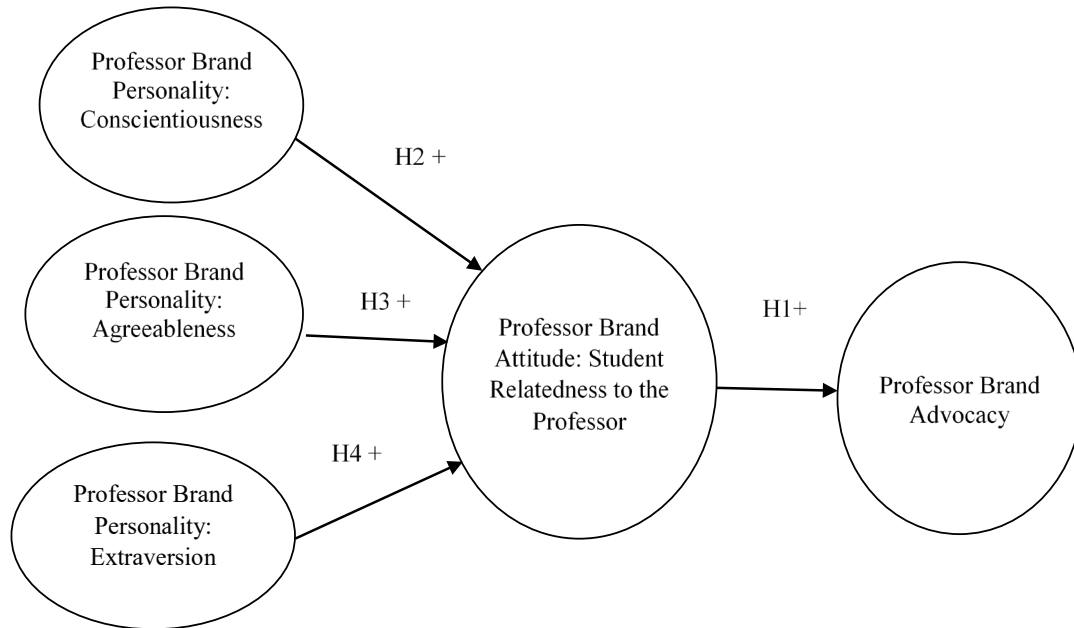 Professor Brand
Personality:
Conscientiousness
H2 +
Professor Brand
Personality:
Agreeableness
H3 +
Professor Brand
Attitude: Student
Relatedness to the
Professor
H1+
Professor Brand
Advocacy
H4 +
Professor Brand
Personality:
Extraversion